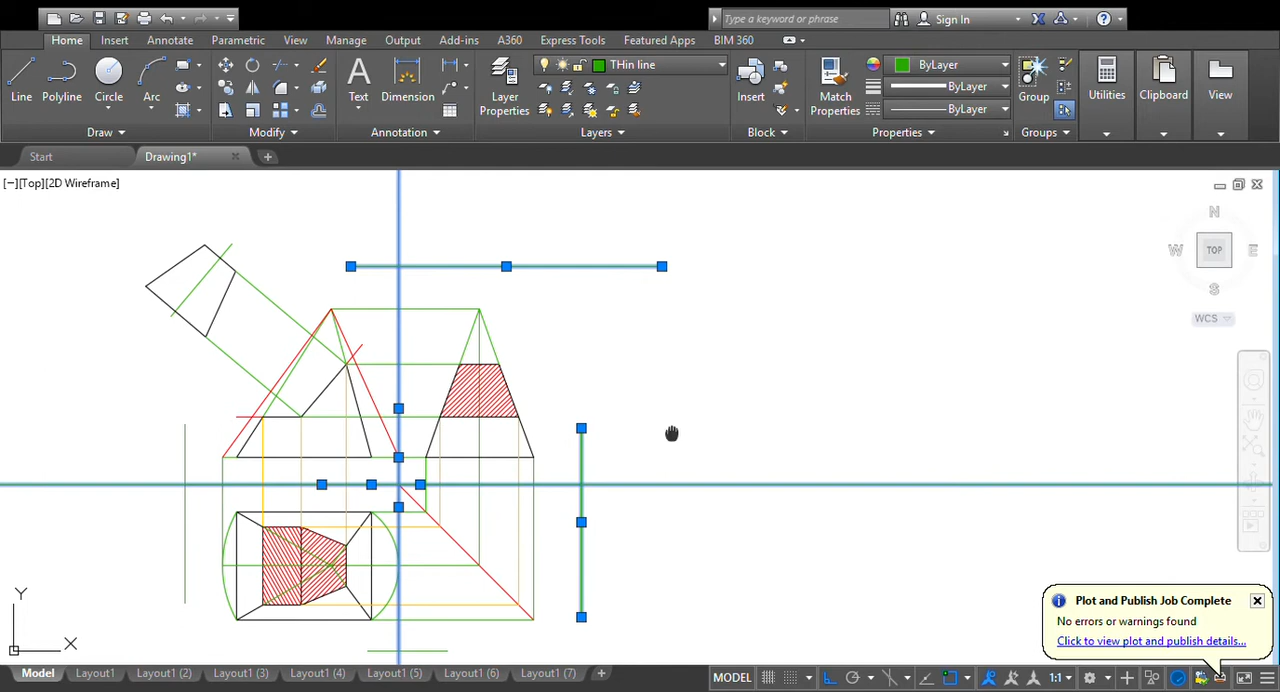 Type a keyword or phrase
Sign In
Home Insert Annotate Parametric View Manage Output Add-ins A360 Express Tools Featured Apps BIM 360
THin line
ByLayer
ByLayer
ByLayer
Line Polyline Circle Arc Text Dimension Layer Properties Insert Match Properties Group Utilities Clipboard View
Draw Modify Annotation Layers Block Properties Groups
Start Drawing1*
[−][Top][2D Wireframe]
N
W TOP E
S
WCS
Y
X
Plot and Publish Job Complete
No errors or warnings found
Click to view plot and publish details...
Model Layout1 Layout1 (2) Layout1 (3) Layout1 (4) Layout1 (5) Layout1 (6) Layout1 (7) MODEL 1:1